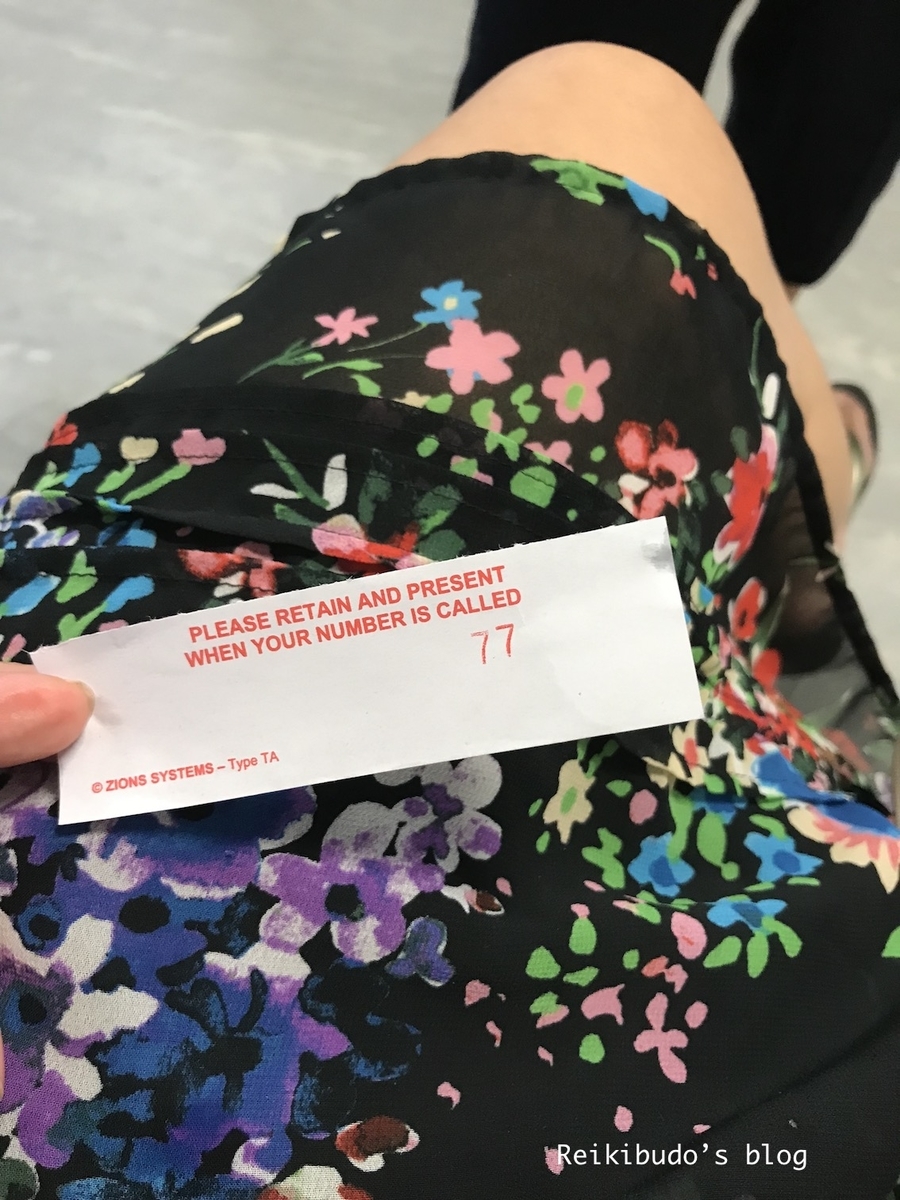 PLEASE RETAIN AND PRESENT
WHEN YOUR NUMBER IS CALLED
77
© ZIONS SYSTEMS – Type TA
Reikibudo's blog